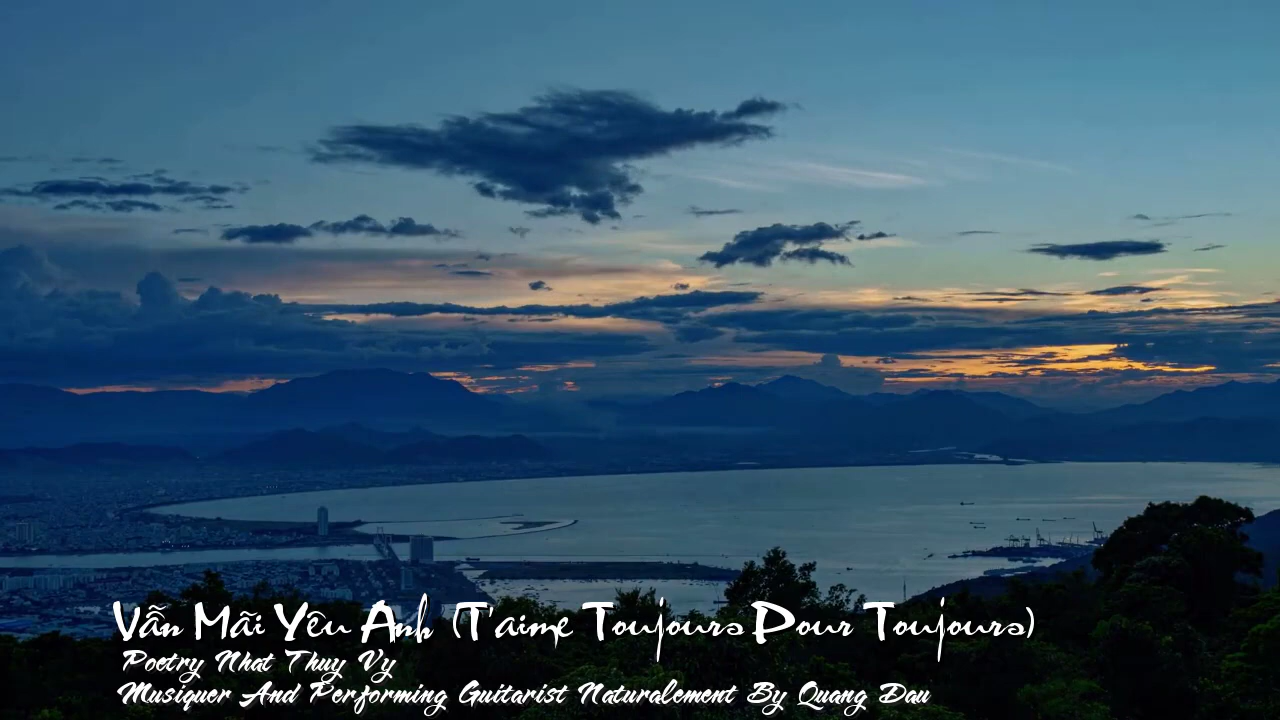 Vẫn Mãi Yêu Anh (T'aime Toujours Pour Toujours)
Poetry Nhat Thuy Vy
Musiquer And Performing Guitarist Naturalement By Quang Dau